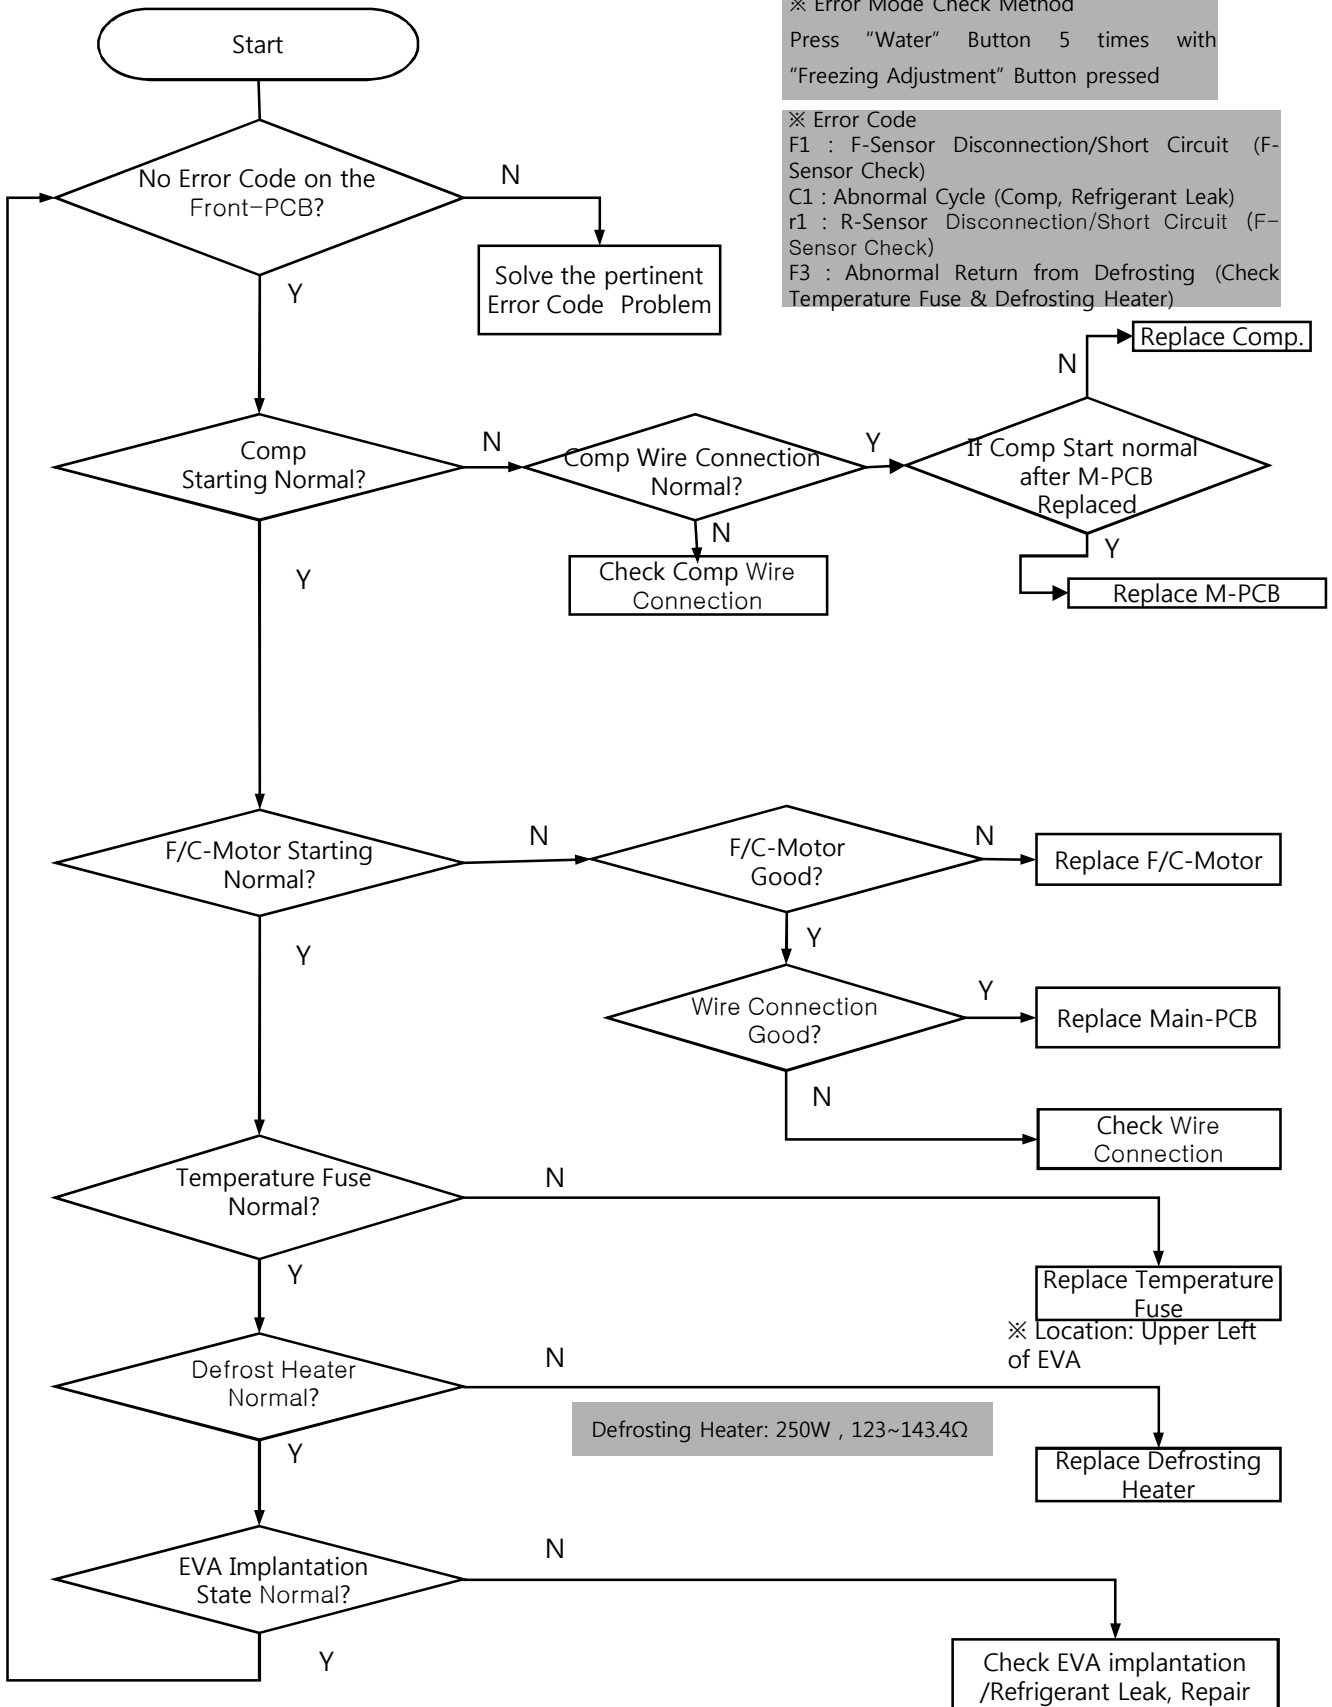 ※ Error Mode Check Method
Press "Water" Button 5 times with
"Freezing Adjustment" Button pressed
※ Error Code
F1 : F-Sensor Disconnection/Short Circuit (F-
Sensor Check)
C1 : Abnormal Cycle (Comp, Refrigerant Leak)
r1 : R-Sensor Disconnection/Short Circuit (F-
Sensor Check)
F3 : Abnormal Return from Defrosting (Check
Temperature Fuse & Defrosting Heater)
Start
No Error Code on the
Front-PCB?
N
Solve the pertinent
Error Code Problem
Y
Comp
Starting Normal?
N
Comp Wire Connection
Normal?
Y
If Comp Start normal
after M-PCB
Replaced
N
Replace Comp.
Y
Replace M-PCB
N
Check Comp Wire
Connection
Y
F/C-Motor Starting
Normal?
N
F/C-Motor
Good?
N
Replace F/C-Motor
Y
Wire Connection
Good?
Y
Replace Main-PCB
N
Check Wire
Connection
Y
Temperature Fuse
Normal?
N
Replace Temperature
Fuse
※ Location: Upper Left
of EVA
Y
Defrost Heater
Normal?
N
Defrosting Heater: 250W , 123~143.4Ω
Replace Defrosting
Heater
Y
EVA Implantation
State Normal?
N
Check EVA implantation
/Refrigerant Leak, Repair
Y